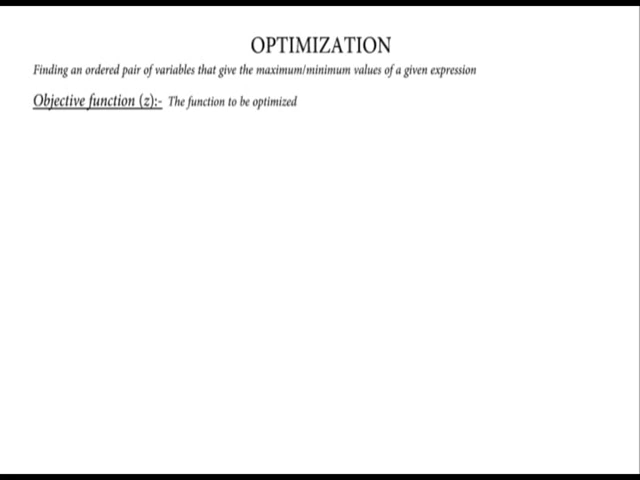 OPTIMIZATION
Finding an ordered pair of variables that give the maximum/minimum values of a given expression
Objective function (z):- The function to be optimized